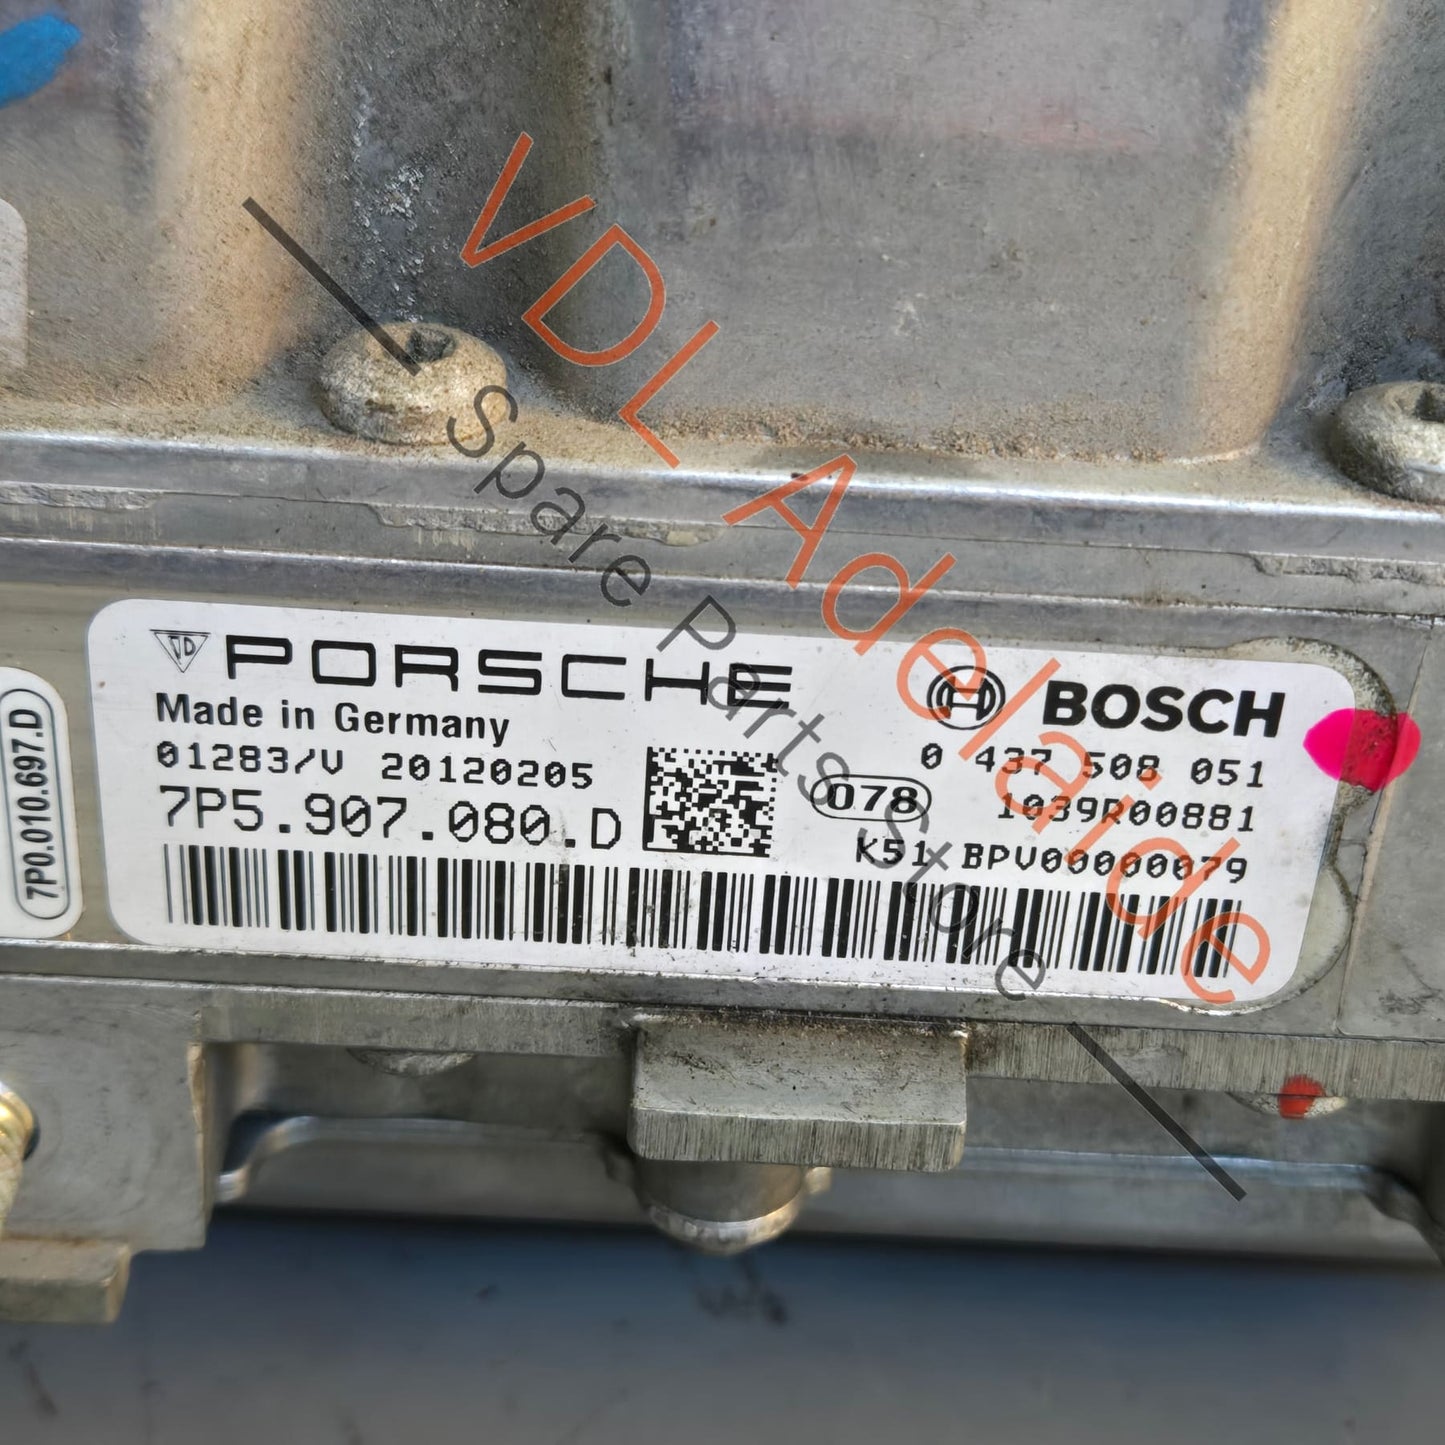 PORSCHE
Made in Germany
01283/V 20120205
7P5.907.080.D
BOSCH
0 437 508 051
078
1039R00881
K51 BPV00000079
7P0.010.697.D
VDL Adelaide
Spare Parts Store